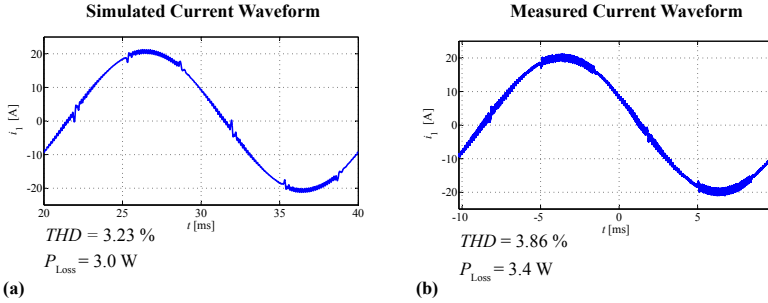 Simulated Current Waveform
i1 [A]
20
10
0
-10
-20
20
25
30
35
40
t [ms]
THD = 3.23 %
PLoss = 3.0 W
(a)
Measured Current Waveform
i1 [A]
20
10
0
-10
-20
-10
-5
0
5
t [ms]
THD = 3.86 %
PLoss = 3.4 W
(b)